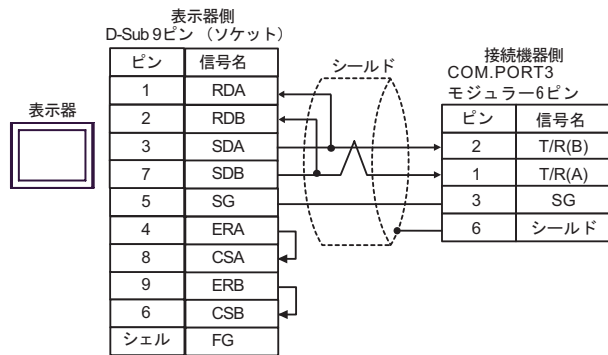 表示器側
D-Sub 9ピン （ソケット）
ピン 信号名
1 RDA
2 RDB
3 SDA
7 SDB
5 SG
4 ERA
8 CSA
9 ERB
6 CSB
シェル FG
表示器
シールド
接続機器側
COM.PORT3
モジュラー6ピン
ピン 信号名
2 T/R(B)
1 T/R(A)
3 SG
6 シールド